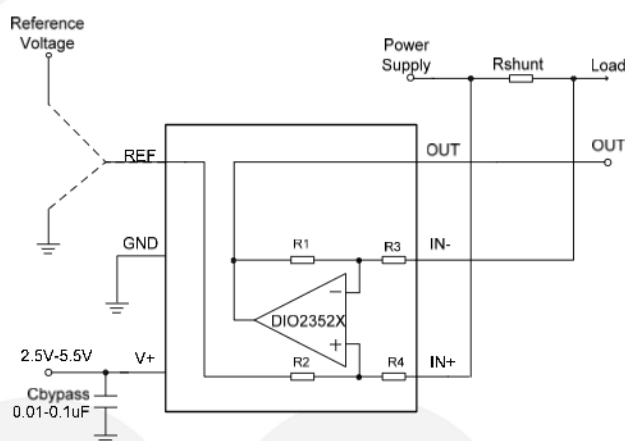 Reference
Voltage
Power
Supply
Rshunt
Load
REF
OUT
OUT
GND
R1
R3
IN-
DIO2352X
2.5V-5.5V
V+
R2
R4
IN+
Cbypass
0.01-0.1uF